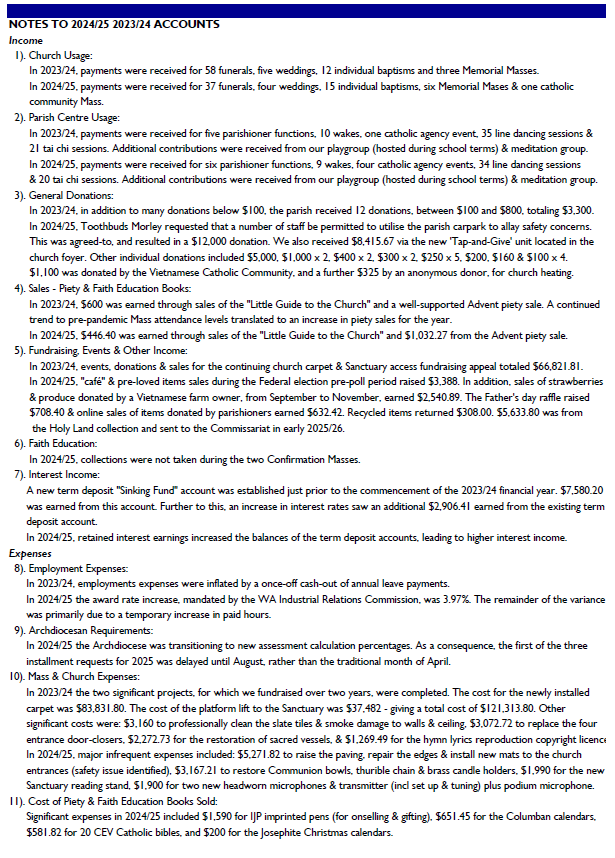 NOTES TO 2024/25 2023/24 ACCOUNTS
Income
1). Church Usage:
In 2023/24, payments were received for 58 funerals, five weddings, 12 individual baptisms and three Memorial Masses.
In 2024/25, payments were received for 37 funerals, four weddings, 15 individual baptisms, six Memorial Mases & one catholic
community Mass.
2). Parish Centre Usage:
In 2023/24, payments were received for five parishioner functions, 10 wakes, one catholic agency event, 35 line dancing sessions &
21 tai chi sessions. Additional contributions were received from our playgroup (hosted during school terms) & meditation group.
In 2024/25, payments were received for six parishioner functions, 9 wakes, four catholic agency events, 34 line dancing sessions
& 20 tai chi sessions. Additional contributions were received from our playgroup (hosted during school terms) & meditation group.
3). General Donations:
In 2023/24, in addition to many donations below $100, the parish received 12 donations, between $100 and $800, totaling $3,300.
In 2024/25, Toothbuds Morley requested that a number of staff be permitted to utilise the parish carpark to allay safety concerns.
This was agreed-to, and resulted in a $12,000 donation. We also received $8,415.67 via the new 'Tap-and-Give' unit located in the
church foyer. Other individual donations included $5,000, $1,000 x 2, $400 x 2, $300 x 2, $250 x 5, $200, $160 & $100 x 4.
$1,100 was donated by the Vietnamese Catholic Community, and a further $325 by an anonymous donor, for church heating.
4). Sales - Piety & Faith Education Books:
In 2023/24, $600 was earned through sales of the "Little Guide to the Church" and a well-supported Advent piety sale. A continued
trend to pre-pandemic Mass attendance levels translated to an increase in piety sales for the year.
In 2024/25, $446.40 was earned through sales of the "Little Guide to the Church" and $1,032.27 from the Advent piety sale.
5). Fundraising, Events & Other Income:
In 2023/24, events, donations & sales for the continuing church carpet & Sanctuary access fundraising appeal totaled $66,821.81.
In 2024/25, "café" & pre-loved items sales during the Federal election pre-poll period raised $3,388. In addition, sales of strawberries
& produce donated by a Vietnamese farm owner, from September to November, earned $2,540.89. The Father's day raffle raised
$708.40 & online sales of items donated by parishioners earned $632.42. Recycled items returned $308.00. $5,633.80 was from
the Holy Land collection and sent to the Commissariat in early 2025/26.
6). Faith Education:
In 2024/25, collections were not taken during the two Confirmation Masses.
7). Interest Income:
A new term deposit "Sinking Fund" account was established just prior to the commencement of the 2023/24 financial year. $7,580.20
was earned from this account. Further to this, an increase in interest rates saw an additional $2,906.41 earned from the existing term
deposit account.
In 2024/25, retained interest earnings increased the balances of the term deposit accounts, leading to higher interest income.
Expenses
8). Employment Expenses:
In 2023/24, employments expenses were inflated by a once-off cash-out of annual leave payments.
In 2024/25 the award rate increase, mandated by the WA Industrial Relations Commission, was 3.97%. The remainder of the variance
was primarily due to a temporary increase in paid hours.
9). Archdiocesan Requirements:
In 2024/25 the Archdiocese was transitioning to new assessment calculation percentages. As a consequence, the first of the three
installment requests for 2025 was delayed until August, rather than the traditional month of April.
10). Mass & Church Expenses:
In 2023/24 the two significant projects, for which we fundraised over two years, were completed. The cost for the newly installed
carpet was $83,831.80. The cost of the platform lift to the Sanctuary was $37,482 - giving a total cost of $121,313.80. Other
significant costs were: $3,160 to professionally clean the slate tiles & smoke damage to walls & ceiling, $3,072.72 to replace the four
entrance door-closers, $2,272.73 for the restoration of sacred vessels, & $1,269.49 for the hymn lyrics reproduction copyright licence
In 2024/25, major infrequent expenses included: $5,271.82 to raise the paving, repair the edges & install new mats to the church
entrances (safety issue identified), $3,167.21 to restore Communion bowls, thurible chain & brass candle holders, $1,990 for the new
Sanctuary reading stand, $1,900 for two new headworn microphones & transmitter (incl set up & tuning) plus podium microphone.
11). Cost of Piety & Faith Education Books Sold:
Significant expenses in 2024/25 included $1,590 for IJP imprinted pens (for onselling & gifting), $651.45 for the Columban calendars,
$581.82 for 20 CEV Catholic bibles, and $200 for the Josephite Christmas calendars.